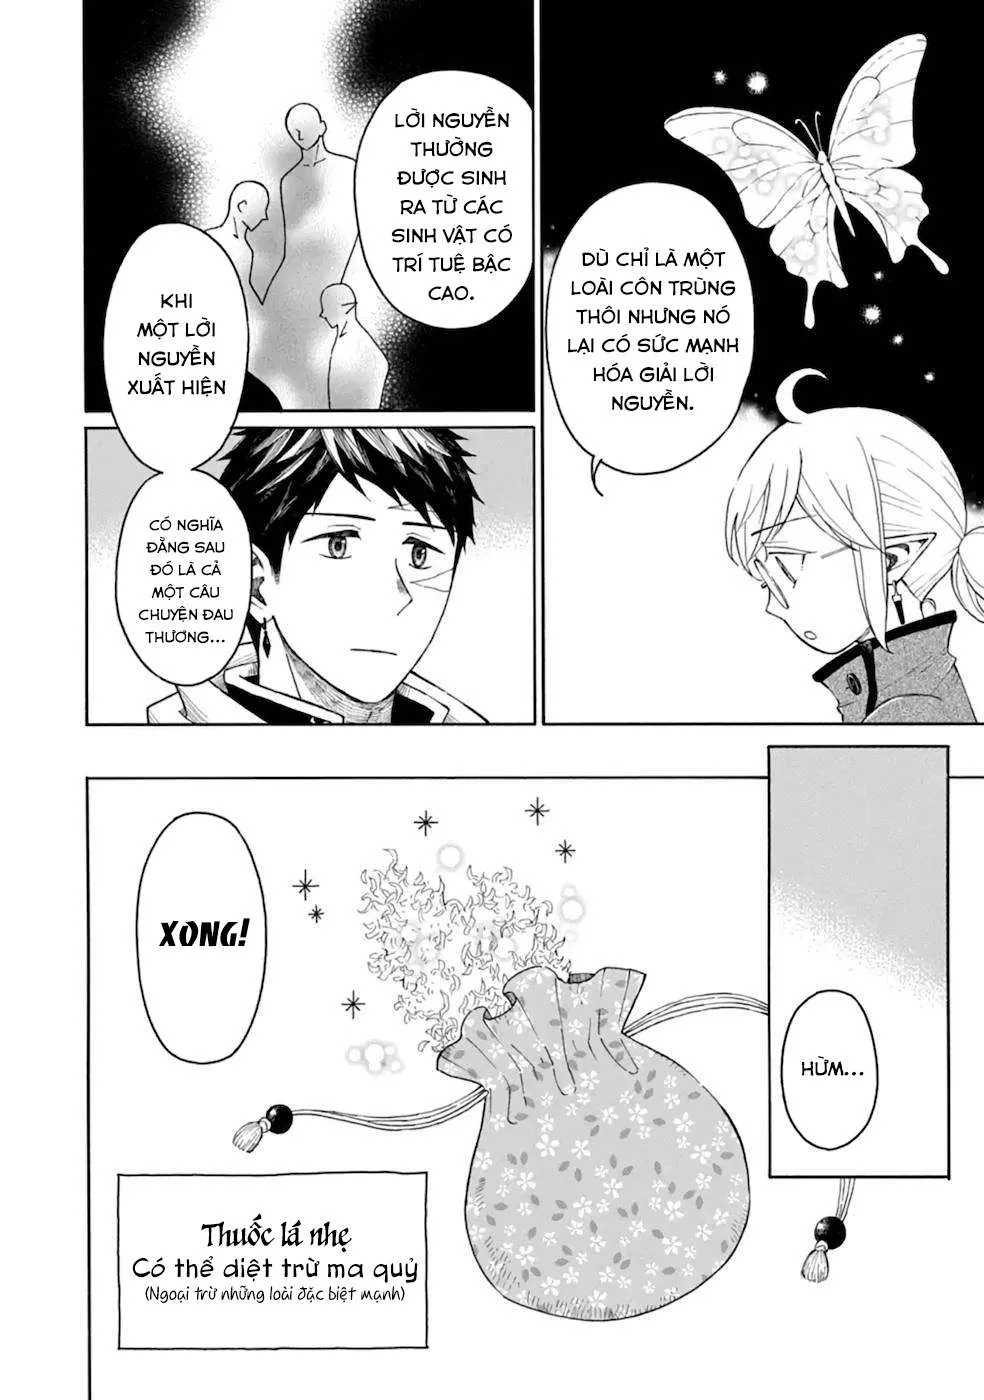 DÙ CHỈ LÀ MỘT
LOÀI CÔN TRÙNG
THÔI NHƯNG NÓ
LẠI CÓ SỨC MẠNH
HÓA GIẢI LỜI
NGUYỀN.
LỜI NGUYỀN
THƯỜNG
ĐƯỢC SINH
RA TỪ CÁC
SINH VẬT CÓ
TRÍ TUỆ BẬC
CAO.
KHI
MỘT LỜI
NGUYỀN
XUẤT HIỆN
CÓ NGHĨA
ĐẰNG SAU
ĐÓ LÀ CẢ
MỘT CÂU
CHUYỆN ĐAU
THƯƠNG...
HỪM...
XONG!
Thuốc lá nhẹ
Có thể diệt trừ ma quỷ
(Ngoại trừ những loài đặc biệt mạnh)